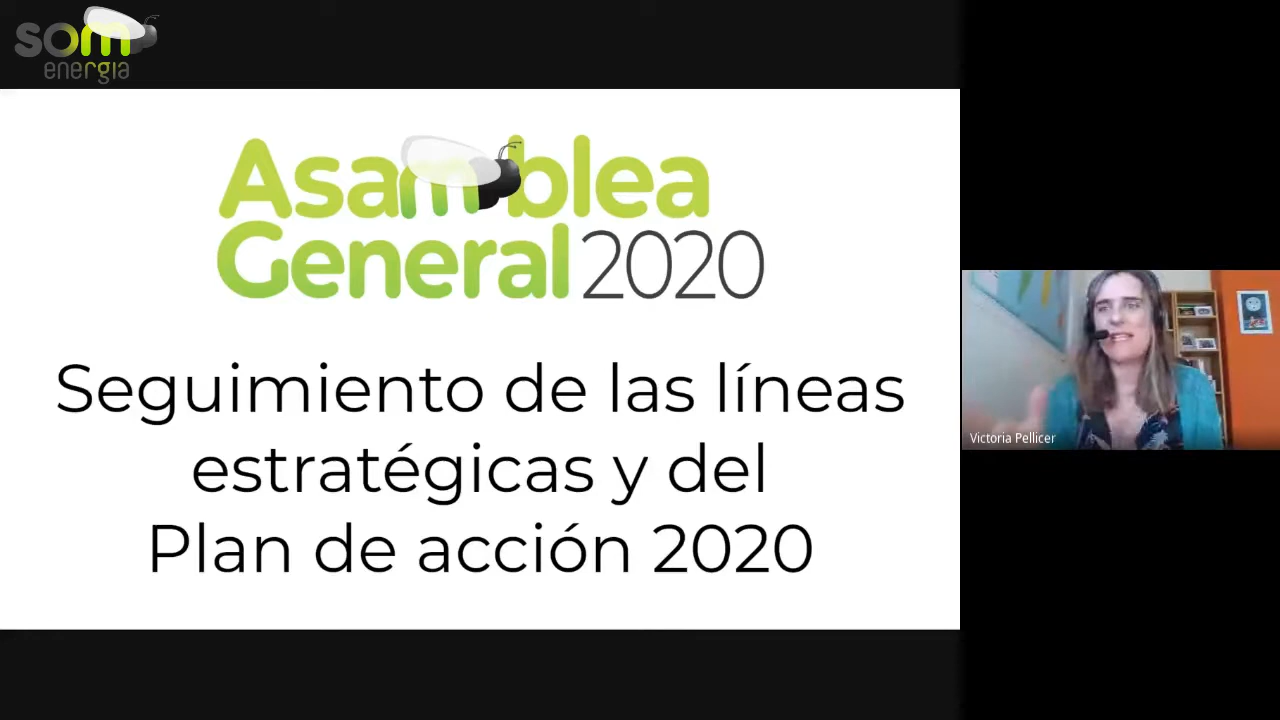 som
energia
Asamblea
General 2020
Seguimiento de las líneas
estratégicas y del
Plan de acción 2020
Victoria Pellicer